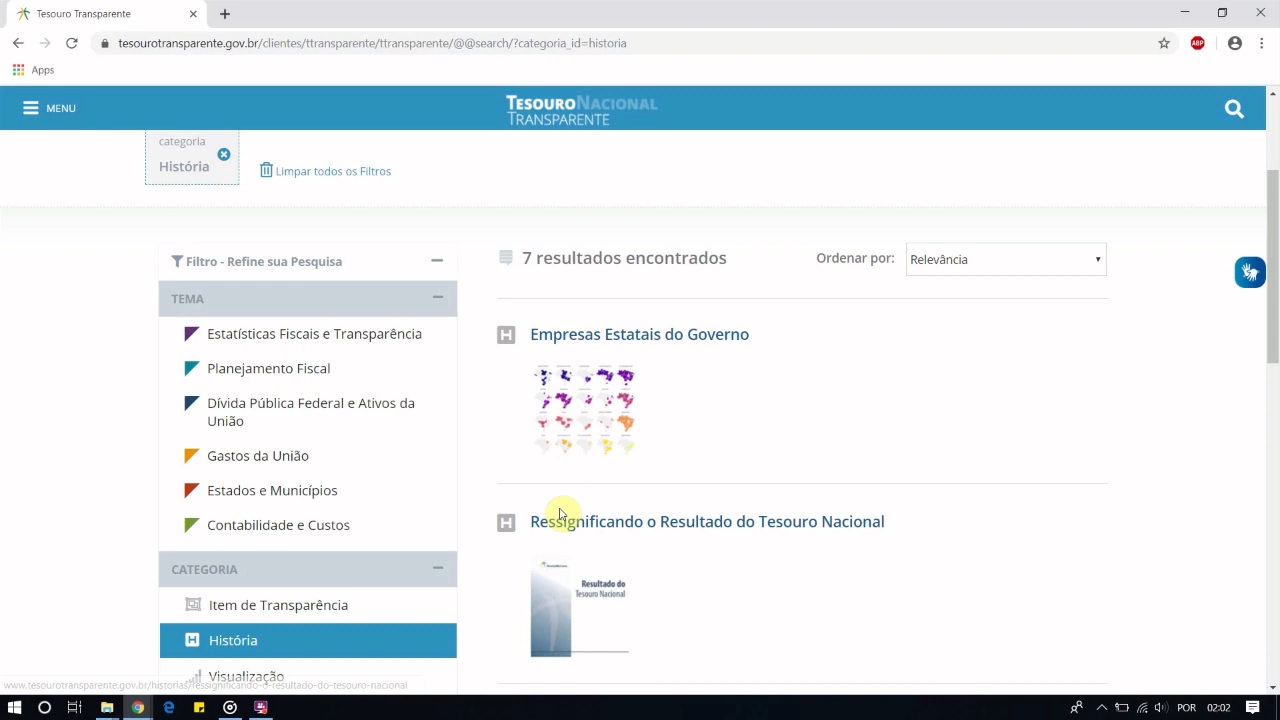 Tesouro Transparente
tesourotransparente.gov.br/clientes/ttransparente/ttransparente/@@search/?categoria_id=historia
ABP
Apps
MENU
TESOURONACIONAL
TRANSPARENTE
categoria
História
Limpar todos os Filtros
Filtro - Refine sua Pesquisa
7 resultados encontrados
Ordenar por:
Relevância
TEMA
Estatísticas Fiscais e Transparência
Planejamento Fiscal
Dívida Pública Federal e Ativos da
União
Gastos da União
Estados e Municípios
Contabilidade e Custos
CATEGORIA
Item de Transparência
H História
Visualização
H Empresas Estatais do Governo
H Ressignificando o Resultado do Tesouro Nacional
Resultado do
Tesouro Nacional
www.tesourotransparente.gov.br/historias/ressignificando-o-resultado-do-tesouro-nacional
POR
02:02